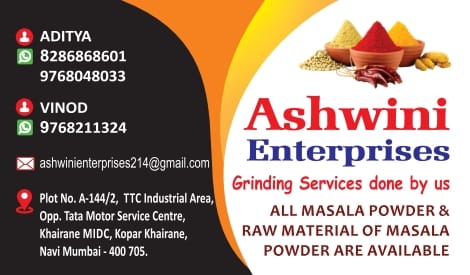 ADITYA
8286868601
9768048033
VINOD
9768211324
ashwinienterprises214@gmail.com
Plot No. A-144/2, TTC Industrial Area,
Opp. Tata Motor Service Centre,
Khairane MIDC, Kopar Khairane,
Navi Mumbai - 400 705.
Ashwini
Enterprises
Grinding Services done by us
ALL MASALA POWDER &
RAW MATERIAL OF MASALA
POWDER ARE AVAILABLE